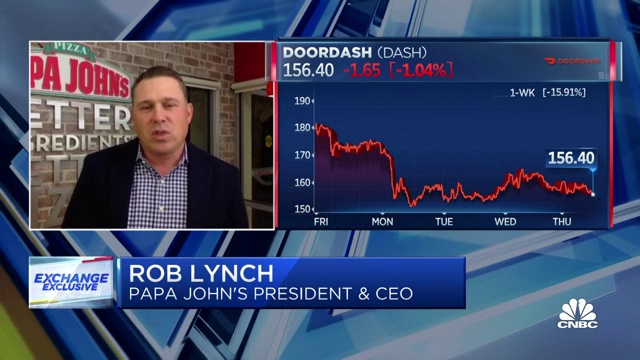 PIZZA
PA JOHNS
ETTER
REDIENTS
DOORDASH (DASH)
156.40 -1.65 [-1.04%]
DOORDASH
1-WK [-15.91%]
190
180
170
160
150
156.40
FRI MON TUE WED THU
EXCHANGE
EXCLUSIVE
ROB LYNCH
PAPA JOHN'S PRESIDENT & CEO
CNBC